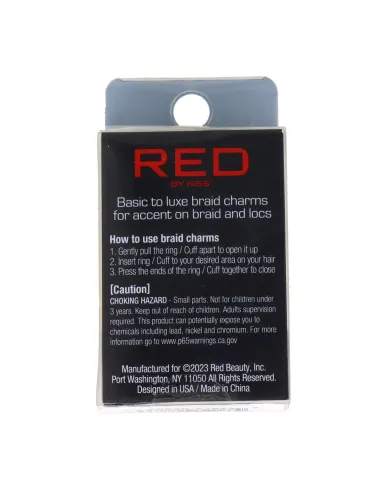 RED
BY KISS
Basic to luxe braid charms
for accent on braid and locs
How to use braid charms
1. Gently pull the ring / Cuff apart to open it up
2. Insert ring / Cuff to your desired area on your hair
3. Press the ends of the ring / Cuff together to close
[Caution]
CHOKING HAZARD - Small parts. Not for children under
3 years. Keep out of reach of children. Adults supervision
required. This product can potentially expose you to
chemicals including lead, nickel and chromium. For more
information go to www.p65warnings.ca.gov
Manufactured for ©2023 Red Beauty, Inc.
Port Washington, NY 11050 All Rights Reserved.
Designed in USA / Made in China